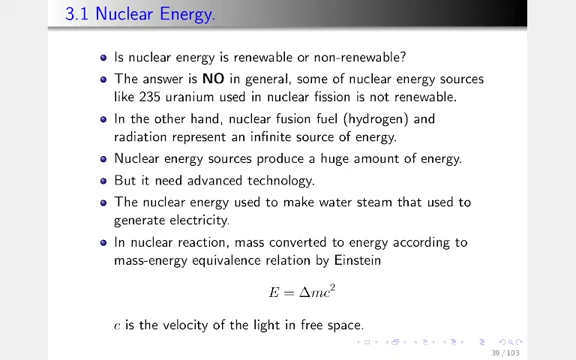 3.1 Nuclear Energy.
Is nuclear energy is renewable or non-renewable?
The answer is NO in general, some of nuclear energy sources
like 235 uranium used in nuclear fission is not renewable.
In the other hand, nuclear fusion fuel (hydrogen) and
radiation represent an infinite source of energy.
Nuclear energy sources produce a huge amount of energy.
But it need advanced technology.
The nuclear energy used to make water steam that used to
generate electricity.
In nuclear reaction, mass converted to energy according to
mass-energy equivalence relation by Einstein
E = Δmc²
c is the velocity of the light in free space.
39 / 103